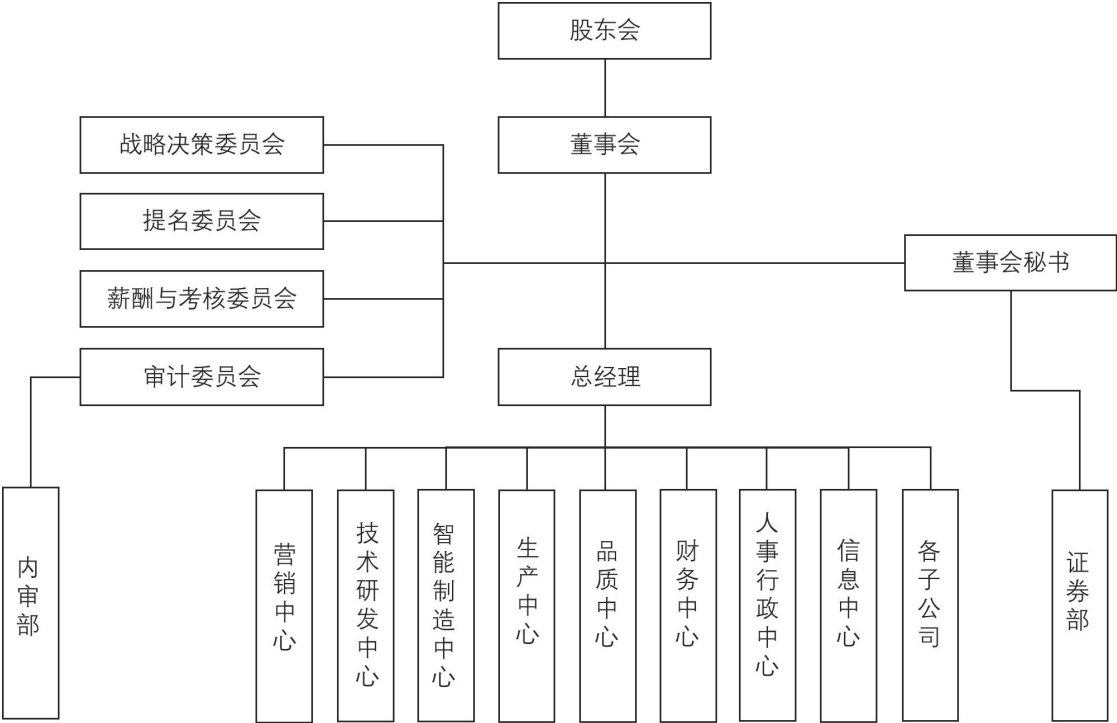 股东会
战略决策委员会
董事会
提名委员会
董事会秘书
薪酬与考核委员会
审计委员会
总经理
内审部
营销中心
技术研发中心
智能制造中心
生产中心
品质中心
财务中心
人事行政中心
信息中心
各子公司
证券部